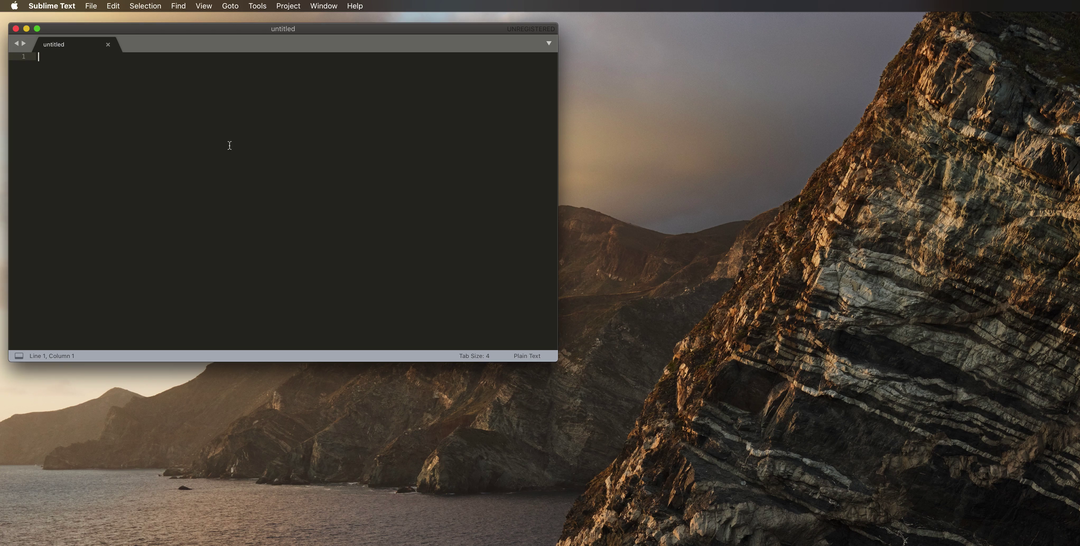 Sublime Text File Edit Selection Find View Goto Tools Project Window Help
untitled
UNREGISTERED
untitled
1
Line 1, Column 1
Tab Size: 4
Plain Text